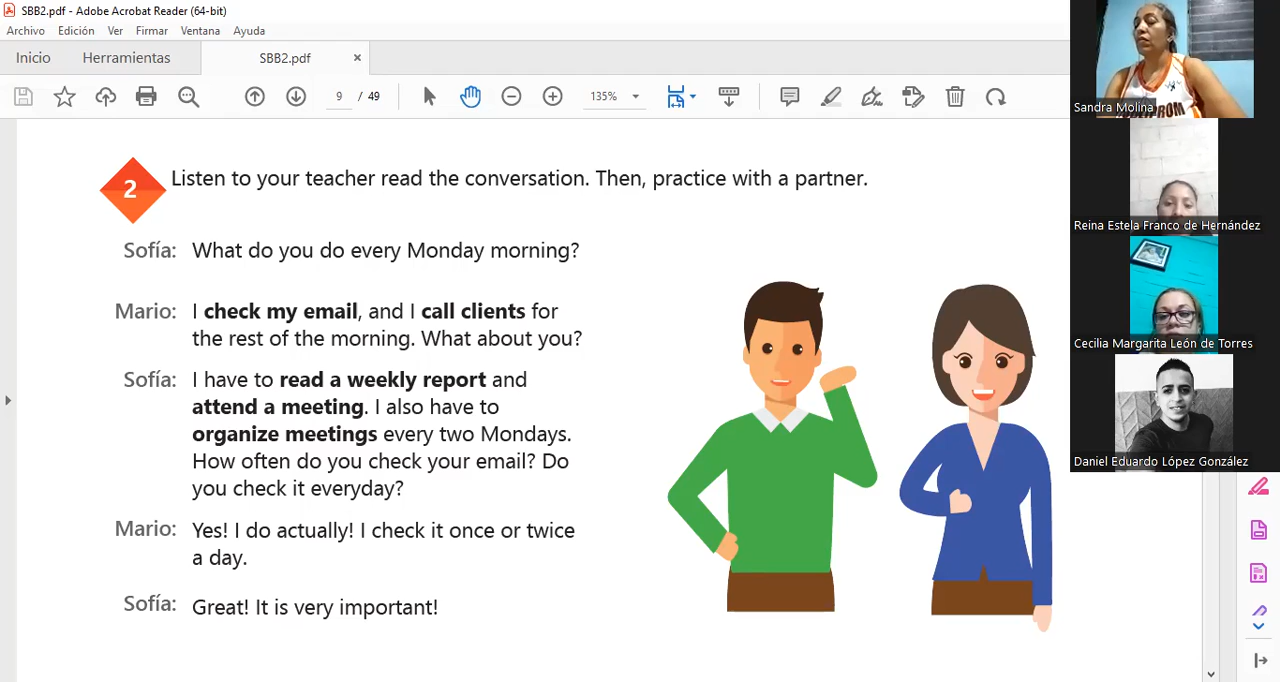 SBB2.pdf - Adobe Acrobat Reader (64-bit)
Archivo Edición Ver Firmar Ventana Ayuda
Inicio Herramientas SBB2.pdf ×
9 / 49 135%
2 Listen to your teacher read the conversation. Then, practice with a partner.
Sofía: What do you do every Monday morning?
Mario: I check my email, and I call clients for
the rest of the morning. What about you?
Sofía: I have to read a weekly report and
attend a meeting. I also have to
organize meetings every two Mondays.
How often do you check your email? Do
you check it everyday?
Mario: Yes! I do actually! I check it once or twice
a day.
Sofía: Great! It is very important!
Sandra Molina
Reina Estela Franco de Hernández
Cecilia Margarita León de Torres
Daniel Eduardo López González